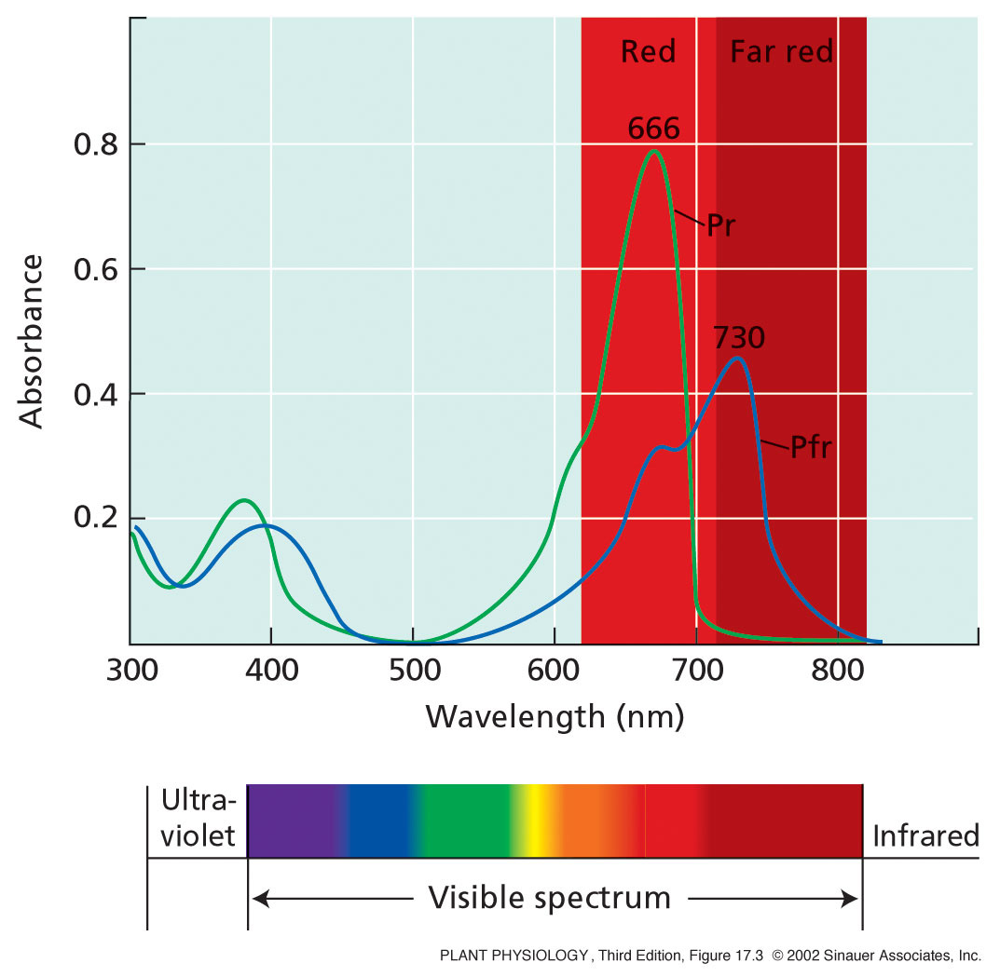 Red Far red
666
0.8
Pr
0.6
730
0.4
Pfr
0.2
Absorbance
300 400 500 600 700 800
Wavelength (nm)
Ultra-
violet
Infrared
Visible spectrum
PLANT PHYSIOLOGY, Third Edition, Figure 17.3 © 2002 Sinauer Associates, Inc.